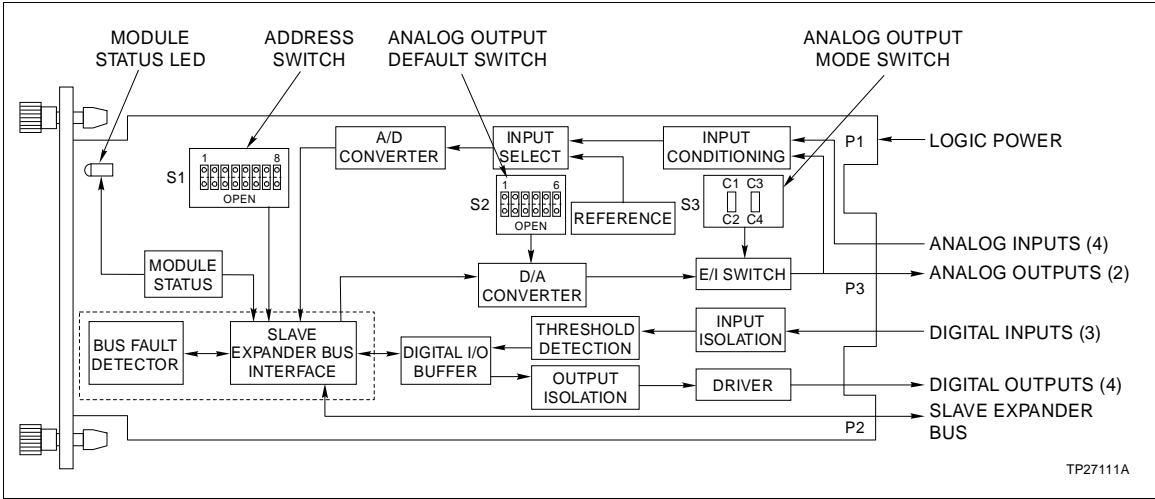 MODULE
STATUS LED
ADDRESS
SWITCH
ANALOG OUTPUT
DEFAULT SWITCH
ANALOG OUTPUT
MODE SWITCH
A/D
CONVERTER
INPUT
SELECT
INPUT
CONDITIONING
P1
LOGIC POWER
1 8
S1
OPEN
1 6
S2
OPEN
REFERENCE
S3
C1 C3
C2 C4
ANALOG INPUTS (4)
MODULE
STATUS
D/A
CONVERTER
E/I SWITCH
ANALOG OUTPUTS (2)
P3
BUS FAULT
DETECTOR
SLAVE
EXPANDER BUS
INTERFACE
DIGITAL I/O
BUFFER
THRESHOLD
DETECTION
INPUT
ISOLATION
DIGITAL INPUTS (3)
OUTPUT
ISOLATION
DRIVER
DIGITAL OUTPUTS (4)
P2
SLAVE EXPANDER
BUS
TP27111A